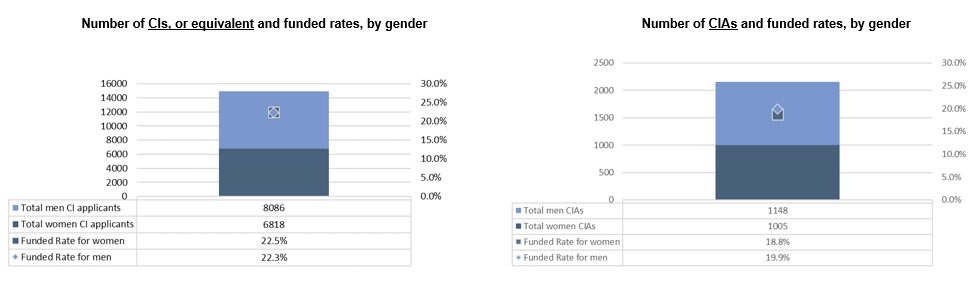 Number of CIs, or equivalent and funded rates, by gender
16000
14000
12000
10000
8000
6000
4000
2000
0
30.0%
25.0%
20.0%
15.0%
10.0%
5.0%
0.0%
Total men CI applicants 8086
Total women CI applicants 6818
Funded Rate for women 22.5%
Funded Rate for men 22.3%
Number of CIAs and funded rates, by gender
2500
2000
1500
1000
500
0
30.0%
25.0%
20.0%
15.0%
10.0%
5.0%
0.0%
Total men CIAs 1148
Total women CIAs 1005
Funded Rate for women 18.8%
Funded Rate for men 19.9%